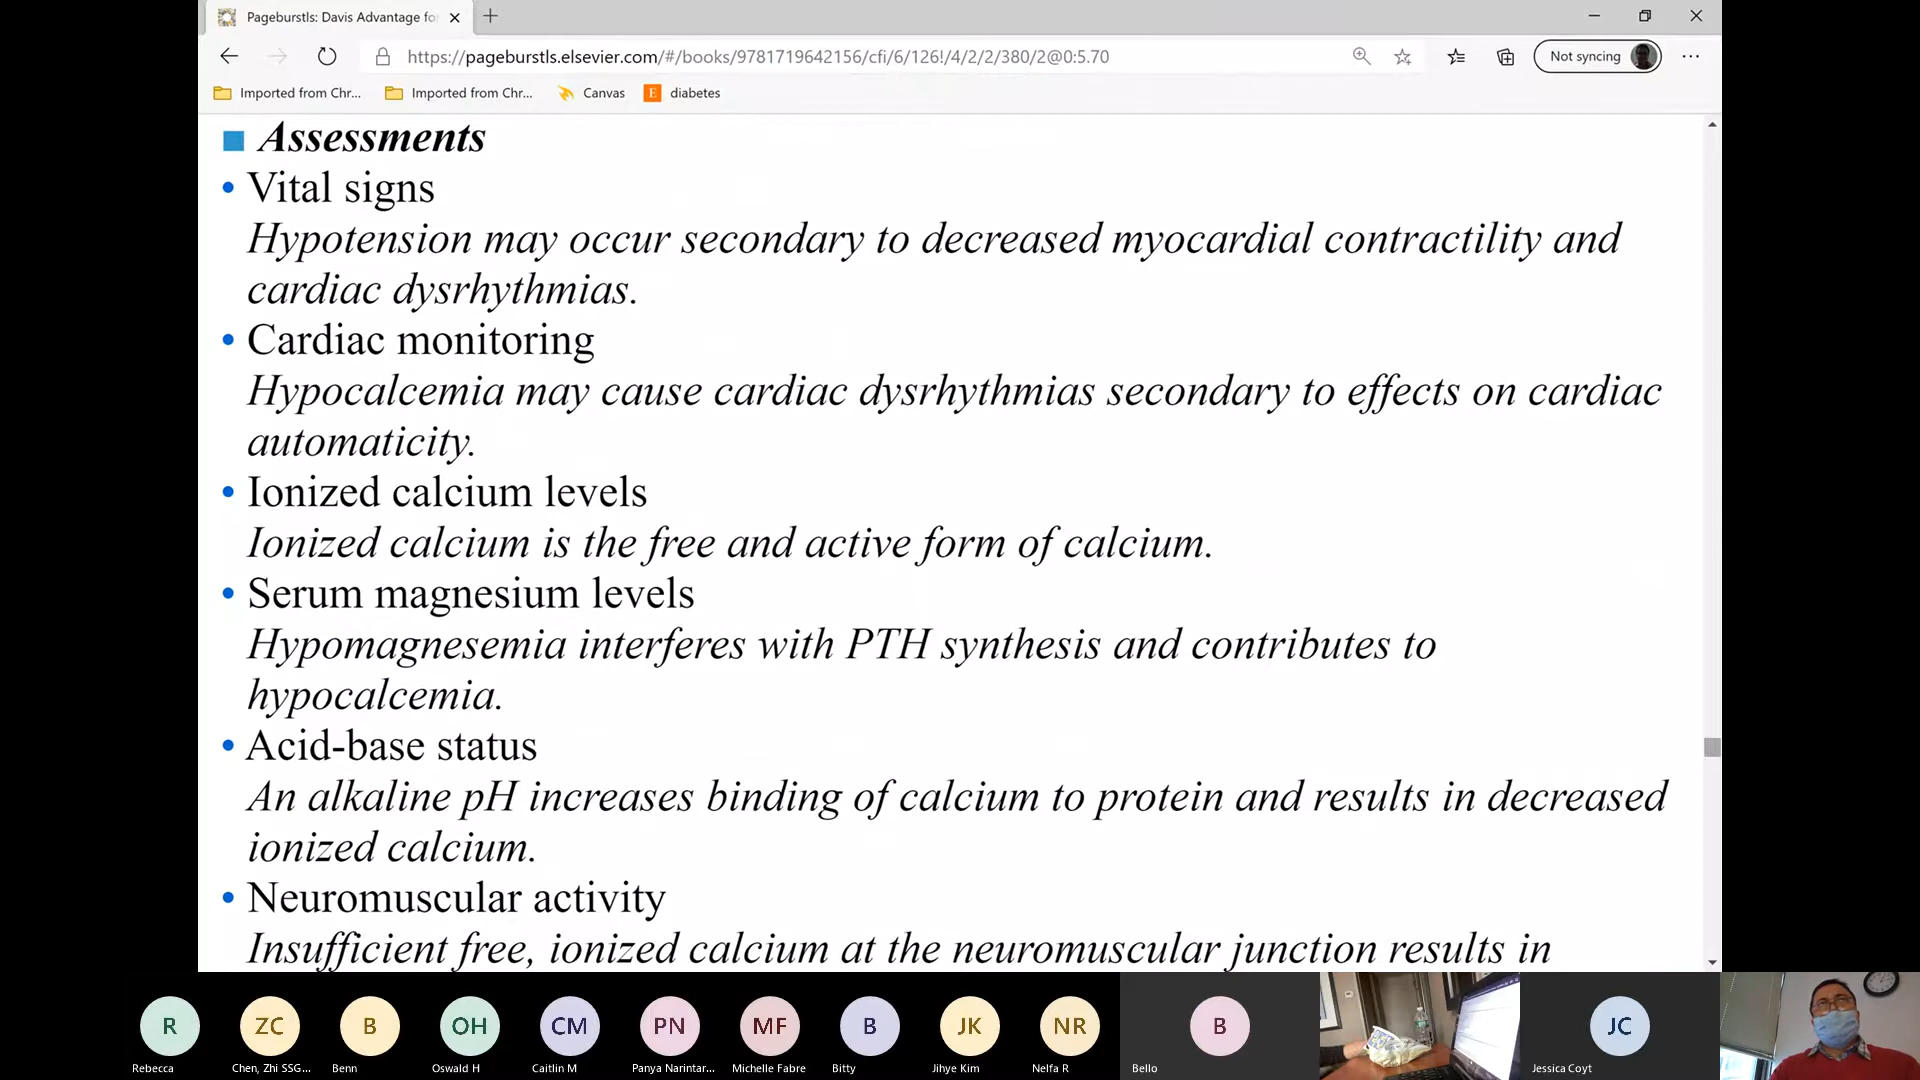 Pageburstls: Davis Advantage fo
https://pageburstls.elsevier.com/#/books/9781719642156/cfi/6/126!/4/2/2/380/2@0:5.70
Not syncing
Imported from Chr...
Imported from Chr...
Canvas
E
diabetes
Assessments
• Vital signs
Hypotension may occur secondary to decreased myocardial contractility and
cardiac dysrhythmias.
• Cardiac monitoring
Hypocalcemia may cause cardiac dysrhythmias secondary to effects on cardiac
automaticity.
• Ionized calcium levels
Ionized calcium is the free and active form of calcium.
• Serum magnesium levels
Hypomagnesemia interferes with PTH synthesis and contributes to
hypocalcemia.
• Acid-base status
An alkaline pH increases binding of calcium to protein and results in decreased
ionized calcium.
• Neuromuscular activity
Insufficient free, ionized calcium at the neuromuscular junction results in
R
ZC
B
OH
CM
PN
MF
B
JK
NR
B
JC
Rebecca
Chen, Zhi SSG...
Benn
Oswald H
Caitlin M
Panya Narintar...
Michelle Fabre
Bitty
Jihye Kim
Nelfa R
Bello
Jessica Coyt